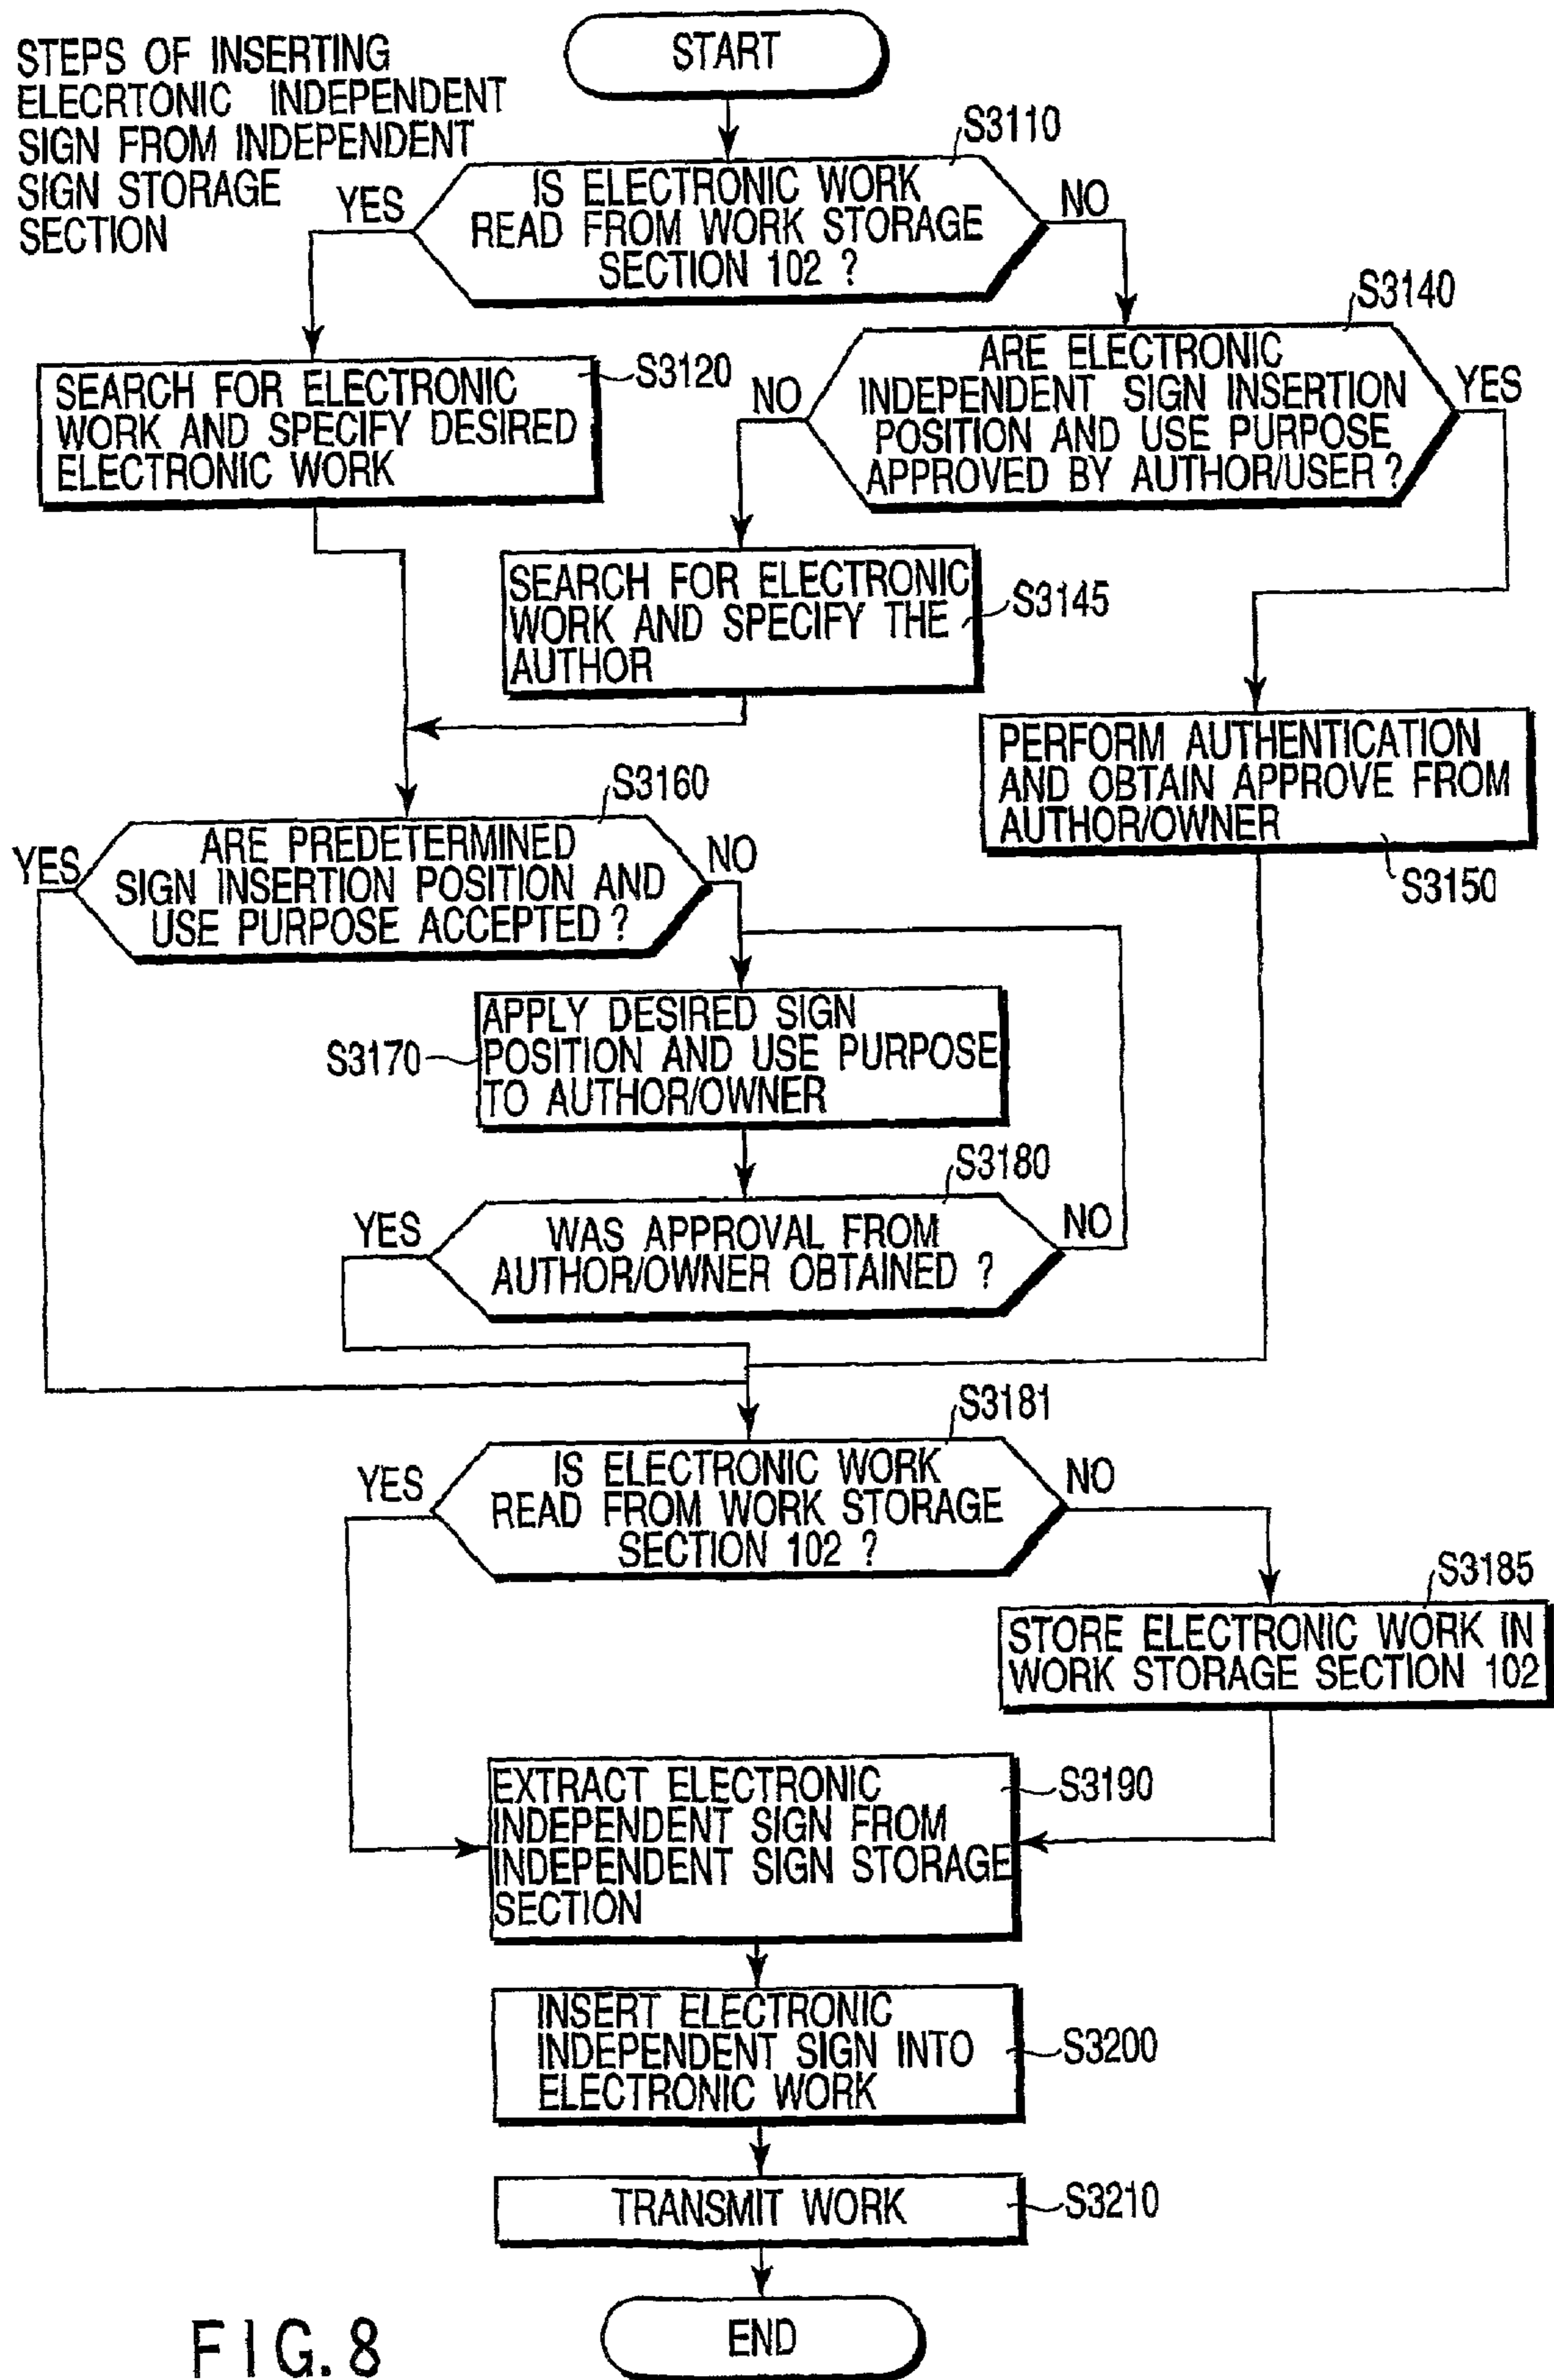 STEPS OF INSERTING
ELECRTONIC INDEPENDENT
SIGN FROM INDEPENDENT
SIGN STORAGE
SECTION
START
S3110
IS ELECTRONIC WORK
READ FROM WORK STORAGE
SECTION 102 ?
YES
NO
S3120
SEARCH FOR ELECTRONIC
WORK AND SPECIFY DESIRED
ELECTRONIC WORK
S3140
ARE ELECTRONIC
INDEPENDENT SIGN INSERTION
POSITION AND USE PURPOSE
APPROVED BY AUTHOR/USER ?
NO
YES
SEARCH FOR ELECTRONIC
WORK AND SPECIFY THE
AUTHOR
S3145
PERFORM AUTHENTICATION
AND OBTAIN APPROVE FROM
AUTHOR/OWNER
S3150
S3160
ARE PREDETERMINED
SIGN INSERTION POSITION AND
USE PURPOSE ACCEPTED ?
YES
NO
S3170
APPLY DESIRED SIGN
POSITION AND USE PURPOSE
TO AUTHOR/OWNER
S3180
WAS APPROVAL FROM
AUTHOR/OWNER OBTAINED ?
YES
NO
S3181
IS ELECTRONIC WORK
READ FROM WORK STORAGE
SECTION 102 ?
YES
NO
S3185
STORE ELECTRONIC WORK IN
WORK STORAGE SECTION 102
EXTRACT ELECTRONIC
INDEPENDENT SIGN FROM
INDEPENDENT SIGN STORAGE
SECTION
S3190
INSERT ELECTRONIC
INDEPENDENT SIGN INTO
ELECTRONIC WORK
S3200
TRANSMIT WORK
S3210
END
FIG. 8